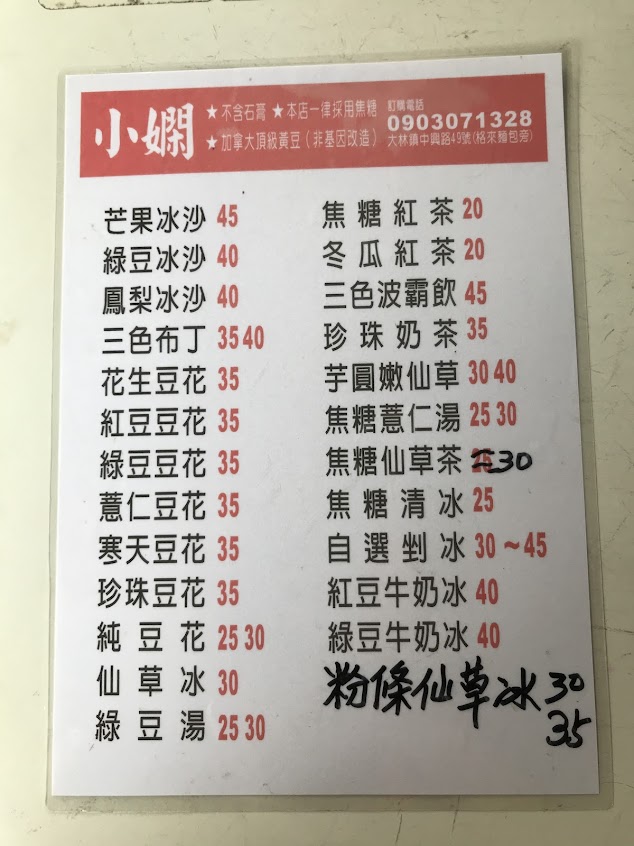 小嫻
★不含石膏 ★本店一律採用焦糖
★加拿大頂級黃豆(非基因改造)
訂購電話
0903071328
大林鎮中興路49號(格來麵包旁)
芒果冰沙 45
綠豆冰沙 40
鳳梨冰沙 40
三色布丁 35 40
花生豆花 35
紅豆豆花 35
綠豆豆花 35
薏仁豆花 35
寒天豆花 35
珍珠豆花 35
純豆花 25 30
仙草冰 30
綠豆湯 25 30
焦糖紅茶 20
冬瓜紅茶 20
三色波霸飲 45
珍珠奶茶 35
芋圓嫩仙草 30 40
焦糖薏仁湯 25 30
焦糖仙草茶 25 30
焦糖清冰 25
自選剉冰 30~45
紅豆牛奶冰 40
綠豆牛奶冰 40
粉條仙草冰 30
35